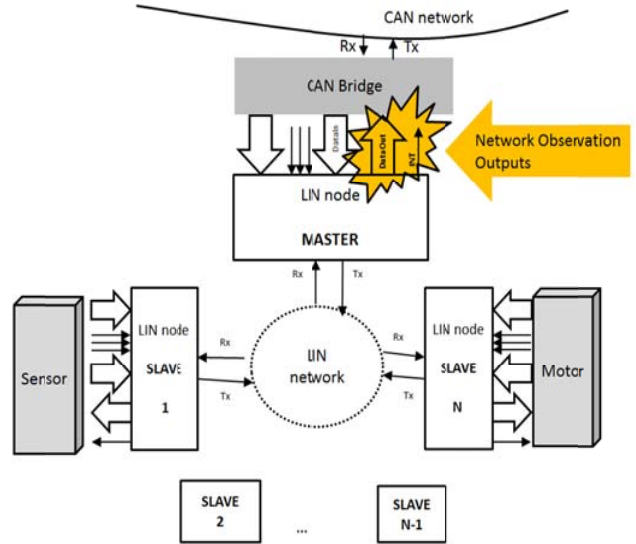 CAN network
Rx
Tx
CAN Bridge
DataIn
DataOut
INT
Network Observation
Outputs
LIN node
MASTER
Rx
Tx
Sensor
LIN node
SLAVE
1
Rx
Tx
LIN
network
Rx
Tx
LIN node
SLAVE
N
Motor
SLAVE
2
...
SLAVE
N-1